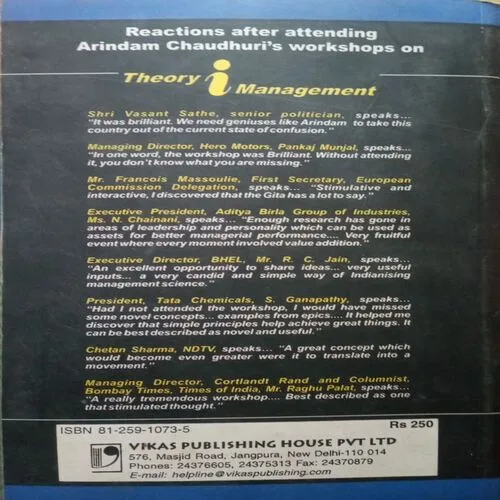 Reactions after attending
Arindam Chaudhuri's workshops on
Theory i Management
Shri Vasant Sathe, senior politician, speaks...
"It was brilliant. We need geniuses like Arindam to take this
country out of the current state of confusion."
Managing Director, Hero Motors, Pankaj Munjal, speaks...
"In one word, the workshop was Brilliant. Without attending
it, you don't know what you are missing."
Mr. Francois Massoulie, First Secretary, European
Commission Delegation, speaks... "Stimulative and
interactive, I discovered that the Gita has a lot to say."
Executive President, Aditya Birla Group of Industries,
Ms. N. Chainani, speaks... "Enough research has gone in
areas of leadership and personality which can be used as
assets for better managerial performance.... Very fruitful
event where every moment involved value addition."
Executive Director, BHEL, Mr. R. C. Jain, speaks...
"An excellent opportunity to share ideas... very useful
inputs... a very candid and simple way of Indianising
management science."
President, Tata Chemicals, S. Ganapathy, speaks...
"Had I not attended the workshop, I would have missed
some novel concepts... examples from epics.... It helped me
discover that simple principles help achieve great things. It
can be best described as novel and useful."
Chetan Sharma, NDTV, speaks... "A great concept which
would become even greater were it to translate into a
movement."
Managing Director, Cortlandt Rand and Columnist,
Bombay Times, Times of India, Mr. Raghu Palat, speaks...
"A really tremendous workshop.... Best described as one
that stimulated thought."
ISBN 81-259-1073-5
Rs 250
VIKAS PUBLISHING HOUSE PVT LTD
576, Masjid Road, Jangpura, New Delhi-110 014
Phones: 24376605, 24375313 Fax: 24370879
E-mail: helpline@vikaspublishing.com